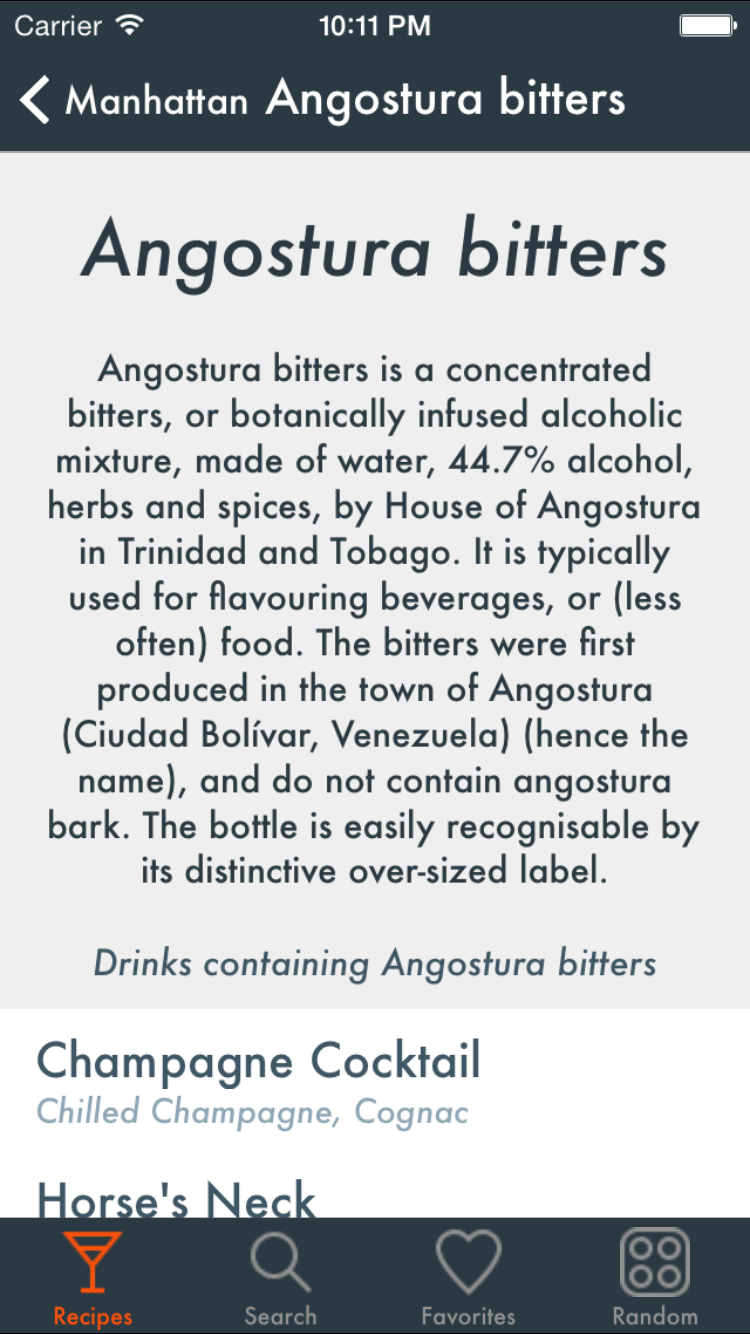 Carrier 10:11 PM
Manhattan Angostura bitters
Angostura bitters
Angostura bitters is a concentrated
bitters, or botanically infused alcoholic
mixture, made of water, 44.7% alcohol,
herbs and spices, by House of Angostura
in Trinidad and Tobago. It is typically
used for flavouring beverages, or (less
often) food. The bitters were first
produced in the town of Angostura
(Ciudad Bolívar, Venezuela) (hence the
name), and do not contain angostura
bark. The bottle is easily recognisable by
its distinctive over-sized label.
Drinks containing Angostura bitters
Champagne Cocktail
Chilled Champagne, Cognac
Horse's Neck
Recipes Search Favorites Random